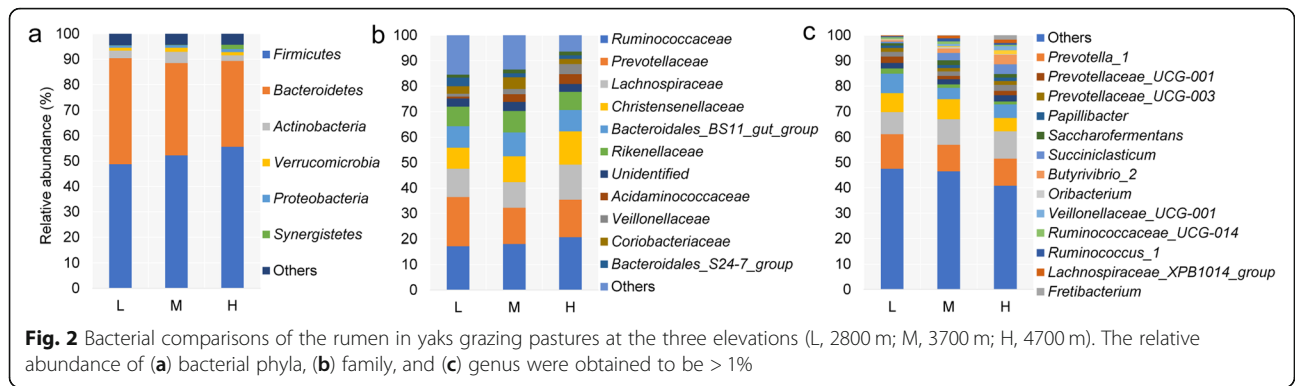 a
Relative abundance (%)
100
90
80
70
60
50
40
30
20
10
0
L M H
Firmicutes
Bacteroidetes
Actinobacteria
Verrucomicrobia
Proteobacteria
Synergistetes
Others
b
100
90
80
70
60
50
40
30
20
10
0
L M H
Ruminococcaceae
Prevotellaceae
Lachnospiraceae
Christensenellaceae
Bacteroidales_BS11_gut_group
Rikenellaceae
Unidentified
Acidaminococcaceae
Veillonellaceae
Coriobacteriaceae
Bacteroidales_S24-7_group
Others
c
100
90
80
70
60
50
40
30
20
10
0
L M H
Others
Prevotella_1
Prevotellaceae_UCG-001
Prevotellaceae_UCG-003
Papillibacter
Saccharofermentans
Succiniclasticum
Butyrivibrio_2
Oribacterium
Veillonellaceae_UCG-001
Ruminococcaceae_UCG-014
Ruminococcus_1
Lachnospiraceae_XPB1014_group
Fretibacterium
Fig. 2 Bacterial comparisons of the rumen in yaks grazing pastures at the three elevations (L, 2800 m; M, 3700 m; H, 4700 m). The relative
abundance of (a) bacterial phyla, (b) family, and (c) genus were obtained to be > 1%